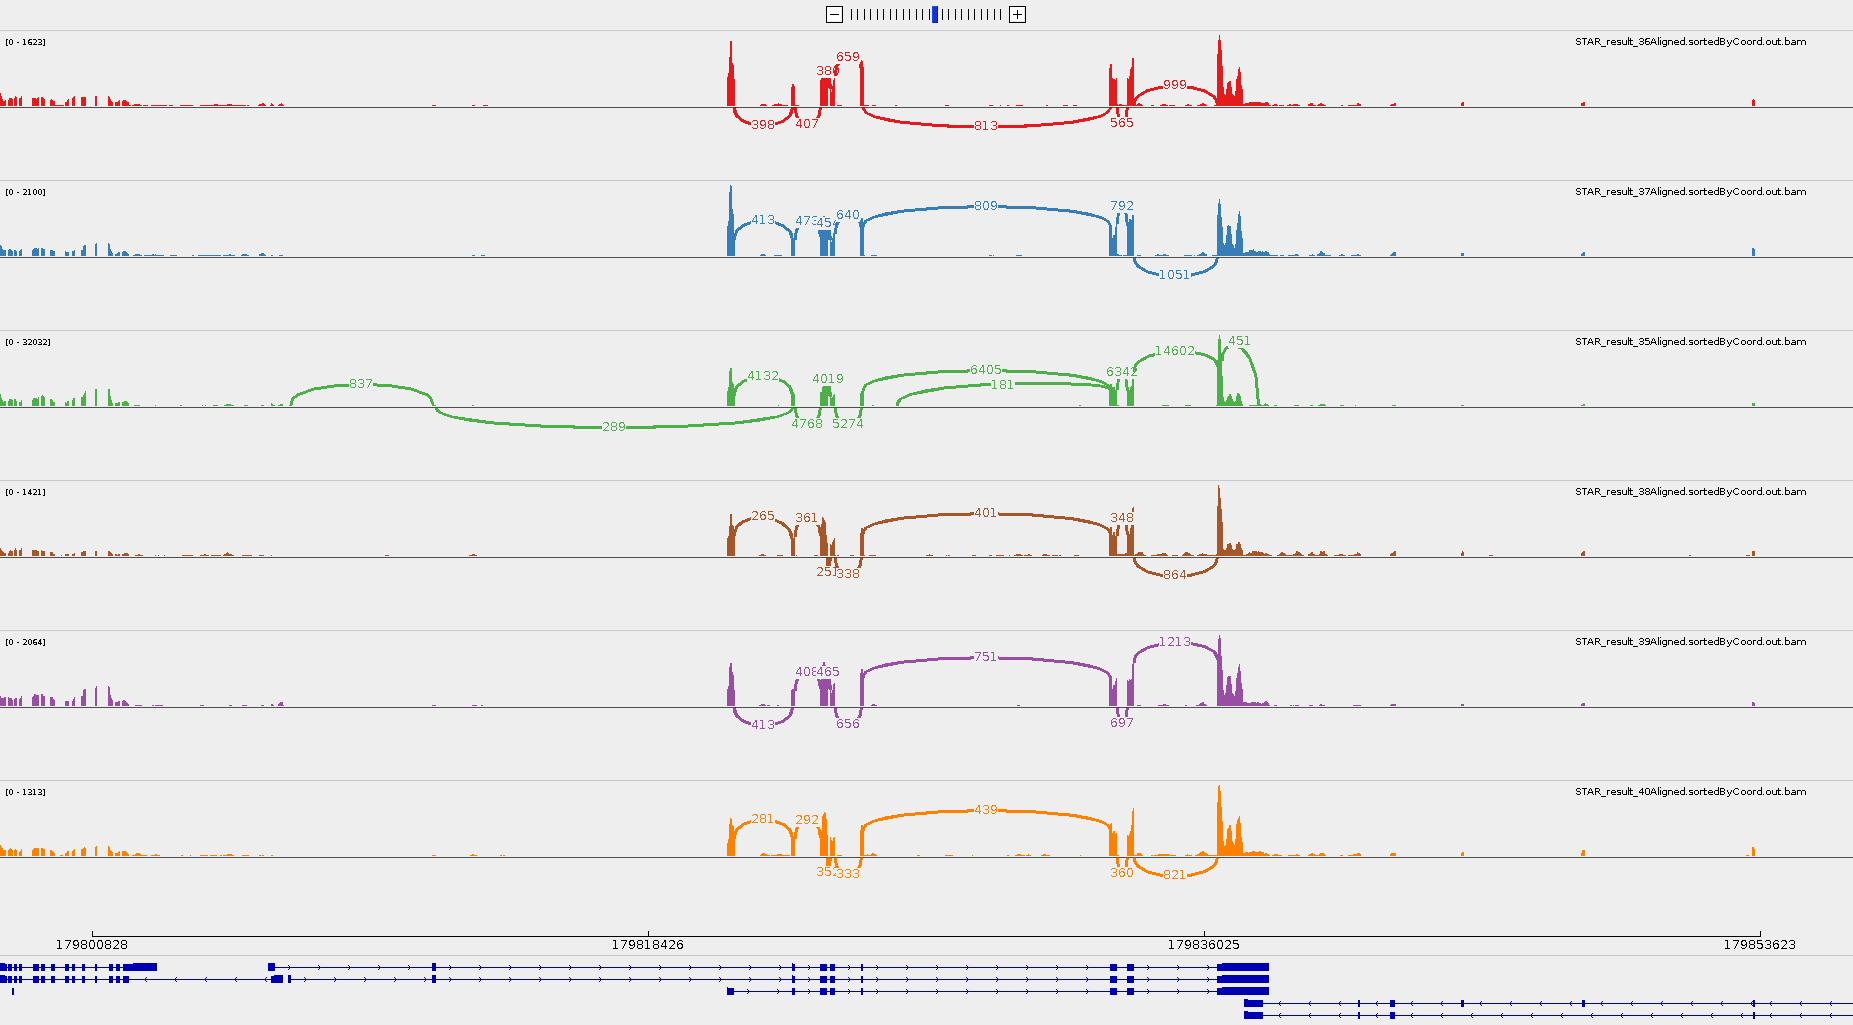 [0 - 1623] STAR_result_36Aligned.sortedByCoord.out.bam
659
380
999
398 407 813 565
[0 - 2100] STAR_result_37Aligned.sortedByCoord.out.bam
413 473 454 640 809 792
1051
[0 - 32032] STAR_result_35Aligned.sortedByCoord.out.bam
837 4132 4019 6405 181 6342 14602 451
289 4768 5274
[0 - 1421] STAR_result_38Aligned.sortedByCoord.out.bam
265 361 401 348
338 864
[0 - 2064] STAR_result_39Aligned.sortedByCoord.out.bam
408 465 751 1213
413 656 697
[0 - 1313] STAR_result_40Aligned.sortedByCoord.out.bam
281 292 439
333 360 821
179800828 179818426 179836025 179853623